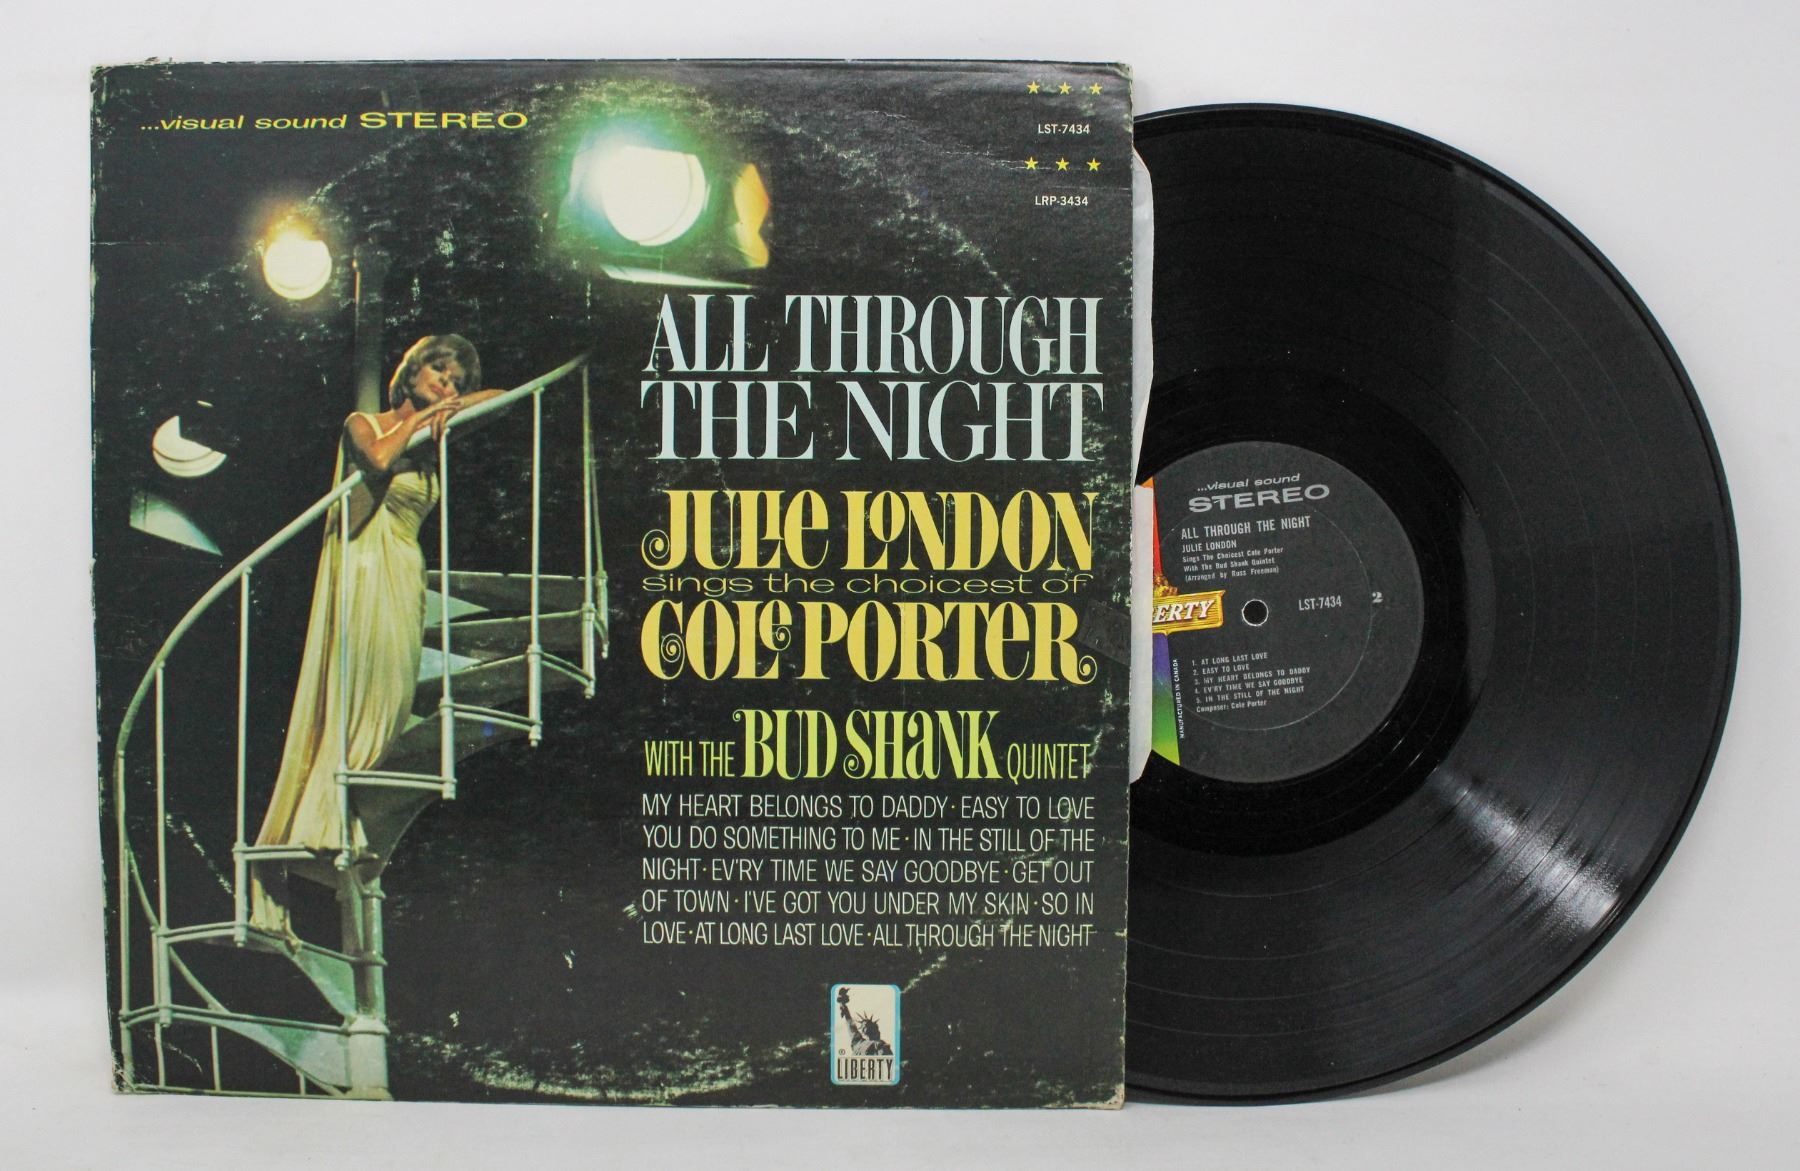 ...visual sound STEREO
LST-7434
LRP-3434
ALL THROUGH
THE NIGHT
JULIE LONDON
sings the choicest of
COLE PORTER
WITH THE BUD SHANK QUINTET
MY HEART BELONGS TO DADDY · EASY TO LOVE
YOU DO SOMETHING TO ME · IN THE STILL OF THE
NIGHT · EV'RY TIME WE SAY GOODBYE · GET OUT
OF TOWN · I'VE GOT YOU UNDER MY SKIN · SO IN
LOVE · AT LONG LAST LOVE · ALL THROUGH THE NIGHT
®
LIBERTY
...visual sound
STEREO
ALL THROUGH THE NIGHT
JULIE LONDON
Sings The Choicest Cole Porter
With The Bud Shank Quintet
(Arranged by Russ Freeman)
ERTY
LST-7434 2
1. AT LONG LAST LOVE
2. EASY TO LOVE
3. MY HEART BELONGS TO DADDY
4. EV'RY TIME WE SAY GOODBYE
5. IN THE STILL OF THE NIGHT
Composer: Cole Porter
MANUFACTURED IN CANADA